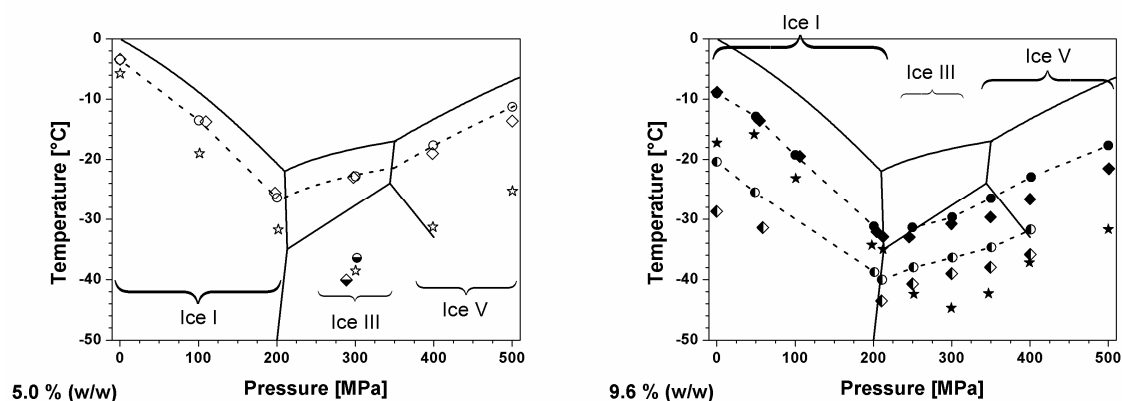 Ice I
Ice III
Ice V
0
-10
-20
-30
-40
-50
Temperature [°C]
Ice I
Ice III
Ice V
0
100
200
300
400
500
Pressure [MPa]
5.0 % (w/w)
0
-10
-20
-30
-40
-50
Temperature [°C]
0
100
200
300
400
500
Pressure [MPa]
9.6 % (w/w)